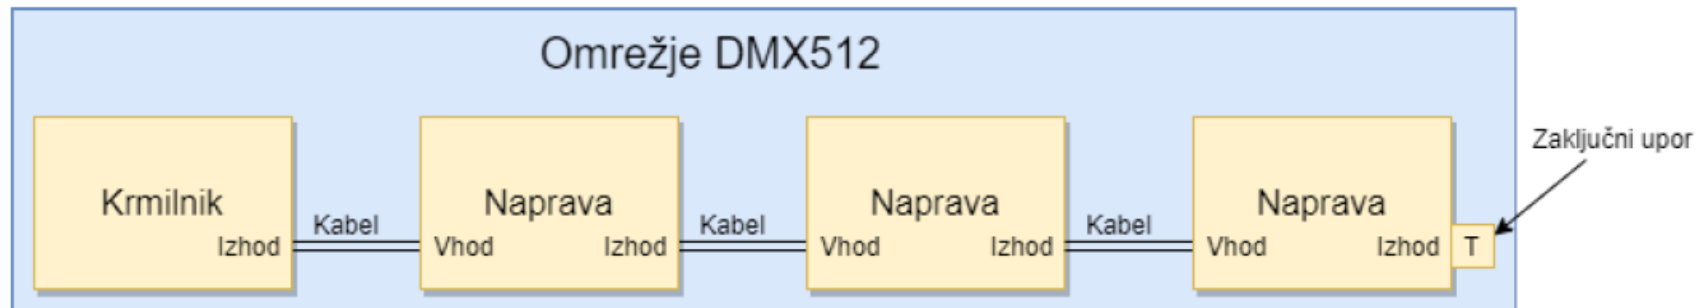 Omrežje DMX512
Zaključni upor
Krmilnik
Naprava
Naprava
Naprava
Kabel
Kabel
Kabel
Izhod
Vhod
Izhod
Vhod
Izhod
Vhod
Izhod
T